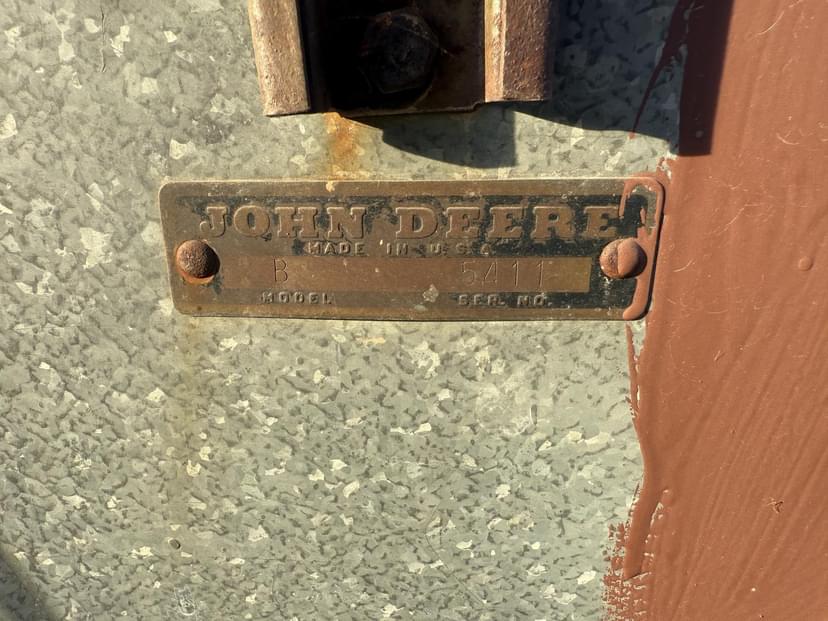 JOHN DEERE
MADE IN U.S.A.
B 5411
MODEL SER. NO.